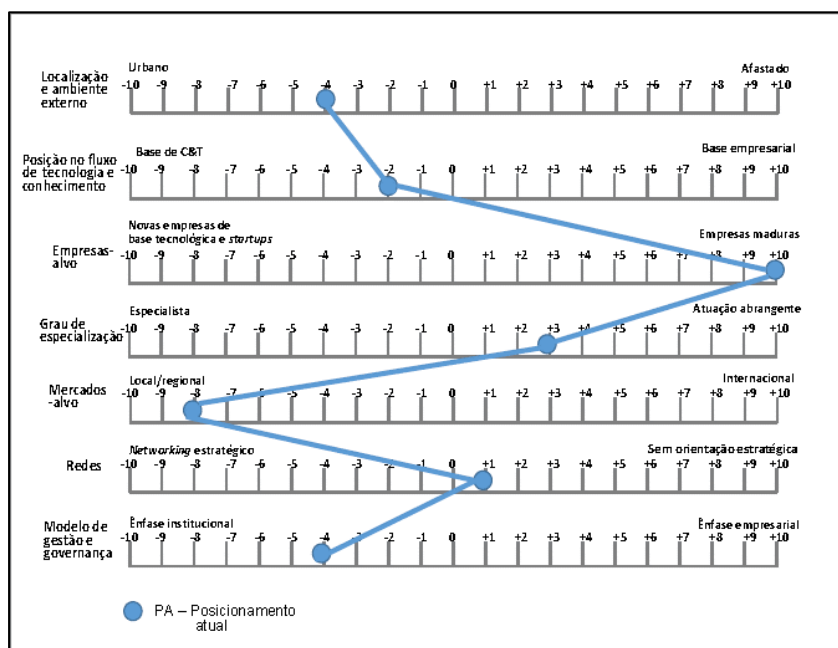 Urbano
Afastado
Localização
e ambiente
externo
-10 -9 -8 -7 -6 -5 -4 -3 -2 -1 0 +1 +2 +3 +4 +5 +6 +7 +8 +9 +10
Base de C&T
Base empresarial
Posição no fluxo
de tecnologia e
conhecimento
-10 -9 -8 -7 -6 -5 -4 -3 -2 -1 0 +1 +2 +3 +4 +5 +6 +7 +8 +9 +10
Novas empresas de
base tecnológica e startups
Empresas maduras
Empresas-
alvo
-10 -9 -8 -7 -6 -5 -4 -3 -2 -1 0 +1 +2 +3 +4 +5 +6 +7 +8 +9 +10
Especialista
Atuação abrangente
Grau de
especialização
-10 -9 -8 -7 -6 -5 -4 -3 -2 -1 0 +1 +2 +3 +4 +5 +6 +7 +8 +9 +10
Local/regional
Internacional
Mercados
-alvo
-10 -9 -8 -7 -6 -5 -4 -3 -2 -1 0 +1 +2 +3 +4 +5 +6 +7 +8 +9 +10
Networking estratégico
Sem orientação estratégica
Redes
-10 -9 -8 -7 -6 -5 -4 -3 -2 -1 0 +1 +2 +3 +4 +5 +6 +7 +8 +9 +10
Ênfase institucional
Ênfase empresarial
Modelo de
gestão e
governança
-10 -9 -8 -7 -6 -5 -4 -3 -2 -1 0 +1 +2 +3 +4 +5 +6 +7 +8 +9 +10
PA – Posicionamento
atual